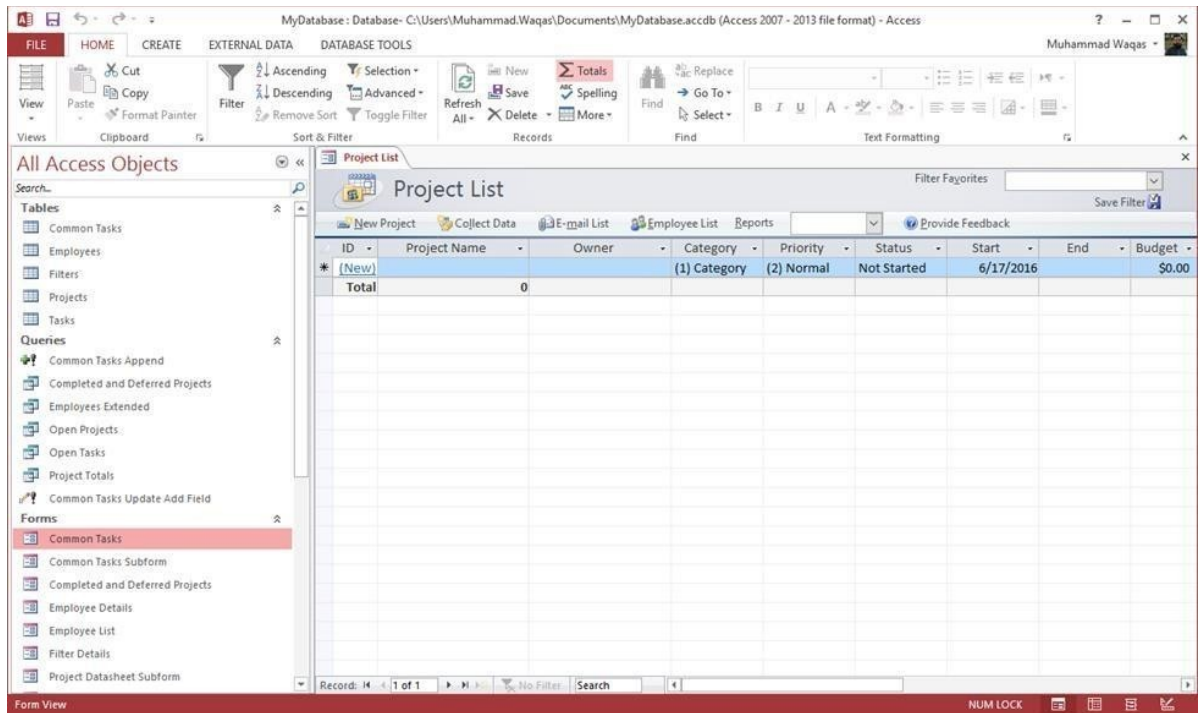 MyDatabase : Database- C:\Users\Muhammad.Waqas\Documents\MyDatabase.accdb (Access 2007 - 2013 file format) - Access
FILE HOME CREATE EXTERNAL DATA DATABASE TOOLS Muhammad Waqas
View
Views
Paste
Cut
Copy
Format Painter
Clipboard
Filter
Ascending
Descending
Remove Sort
Selection
Advanced
Toggle Filter
Sort & Filter
Refresh All
New
Save
Delete
Totals
Spelling
More
Records
Find
Replace
Go To
Select
Find
B I U A
Text Formatting
All Access Objects
Search...
Tables
Common Tasks
Employees
Filters
Projects
Tasks
Queries
Common Tasks Append
Completed and Deferred Projects
Employees Extended
Open Projects
Open Tasks
Project Totals
Common Tasks Update Add Field
Forms
Common Tasks
Common Tasks Subform
Completed and Deferred Projects
Employee Details
Employee List
Filter Details
Project Datasheet Subform
Project List
Project List
Filter Favorites
Save Filter
New Project Collect Data E-mail List Employee List Reports Provide Feedback
ID Project Name Owner Category Priority Status Start End Budget
(New) (1) Category (2) Normal Not Started 6/17/2016 $0.00
Total 0
Record: 1 of 1 No Filter Search
Form View NUM LOCK